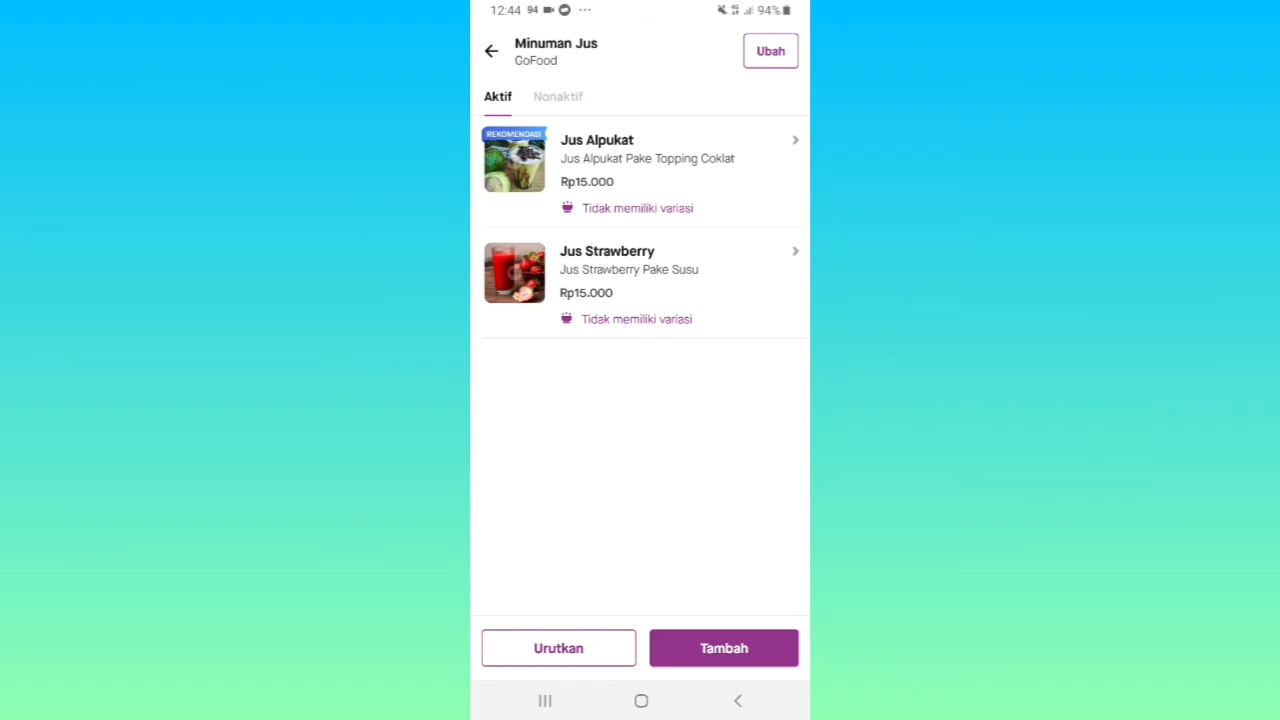 12:44 94 ... 94%
Minuman Jus
GoFood
Ubah
Aktif Nonaktif
REKOMENDASI
Jus Alpukat
Jus Alpukat Pake Topping Coklat
Rp15.000
Tidak memiliki variasi
Jus Strawberry
Jus Strawberry Pake Susu
Rp15.000
Tidak memiliki variasi
Urutkan Tambah